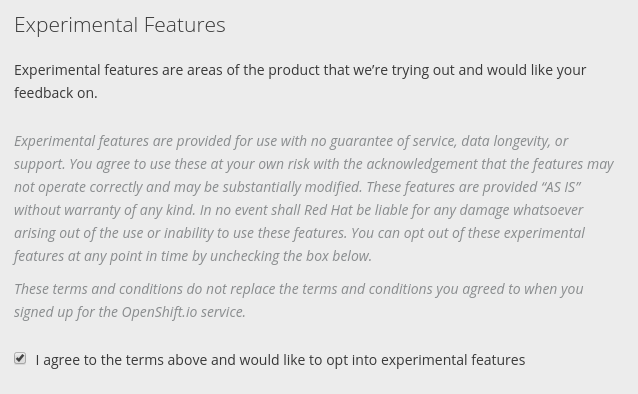 Experimental Features
Experimental features are areas of the product that we’re trying out and would like your
feedback on.
Experimental features are provided for use with no guarantee of service, data longevity, or
support. You agree to use these at your own risk with the acknowledgement that the features may
not operate correctly and may be substantially modified. These features are provided “AS IS”
without warranty of any kind. In no event shall Red Hat be liable for any damage whatsoever
arising out of the use or inability to use these features. You can opt out of these experimental
features at any point in time by unchecking the box below.
These terms and conditions do not replace the terms and conditions you agreed to when you
signed up for the OpenShift.io service.
I agree to the terms above and would like to opt into experimental features